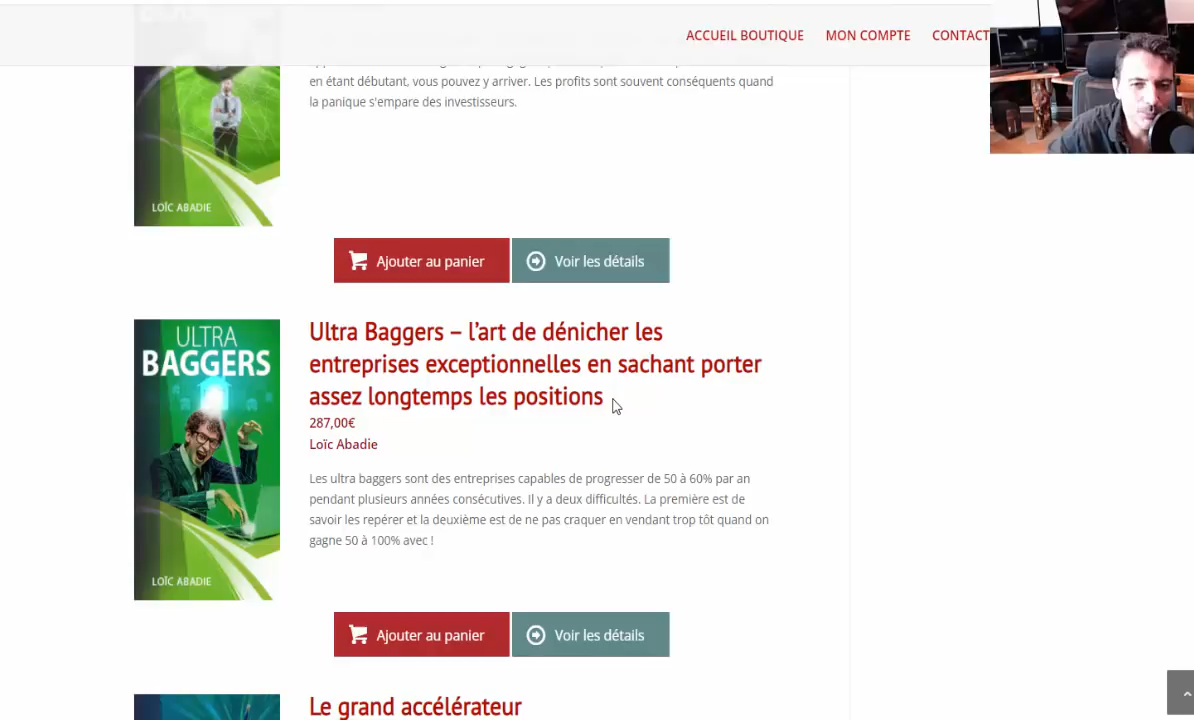 ACCUEIL BOUTIQUE MON COMPTE CONTACT
en étant débutant, vous pouvez y arriver. Les profits sont souvent conséquents quand
la panique s'empare des investisseurs.
LOÏC ABADIE
Ajouter au panier Voir les détails
ULTRA
BAGGERS
LOÏC ABADIE
Ultra Baggers – l'art de dénicher les
entreprises exceptionnelles en sachant porter
assez longtemps les positions
287,00€
Loïc Abadie
Les ultra baggers sont des entreprises capables de progresser de 50 à 60% par an
pendant plusieurs années consécutives. Il y a deux difficultés. La première est de
savoir les repérer et la deuxième est de ne pas craquer en vendant trop tôt quand on
gagne 50 à 100% avec !
Ajouter au panier Voir les détails
Le grand accélérateur